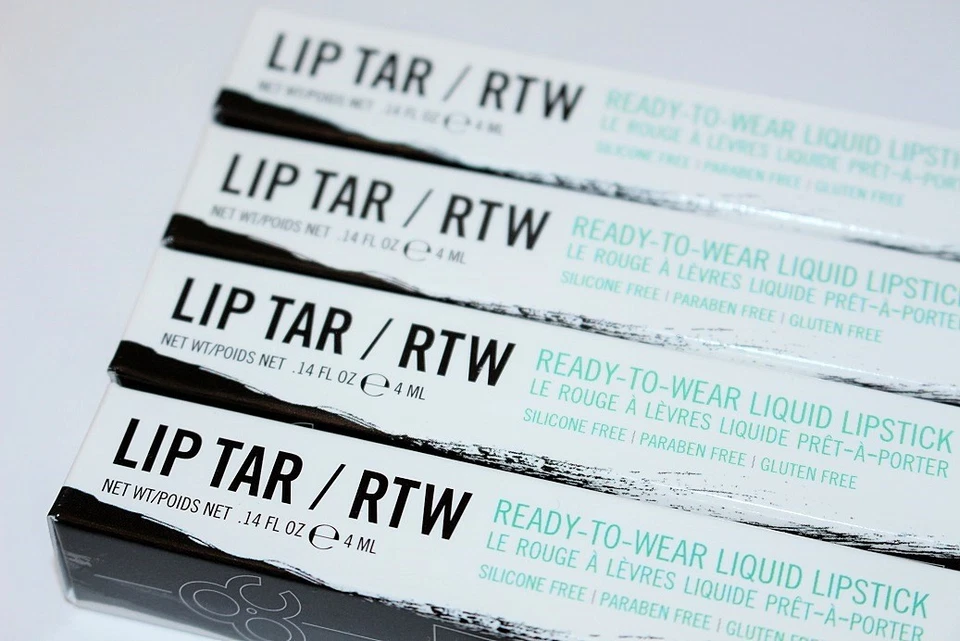 LIP TAR / RTW
NET WT/POIDS NET .14 FL OZ ℮ 4 ML
READY-TO-WEAR LIQUID LIPSTI
LE ROUGE À LÈVRES LIQUIDE PRÊT-À-POR
SILICONE FREE | PARABEN FREE | GLUTEN FREE
LIP TAR / RTW
NET WT/POIDS NET .14 FL OZ ℮ 4 ML
READY-TO-WEAR LIQUID LIPSTICK
LE ROUGE À LÈVRES LIQUIDE PRÊT-À-PORTER
SILICONE FREE | PARABEN FREE | GLUTEN FREE
LIP TAR / RTW
NET WT/POIDS NET .14 FL OZ ℮ 4 ML
READY-TO-WEAR LIQUID LIPSTICK
LE ROUGE À LÈVRES LIQUIDE PRÊT-À-PORTER
SILICONE FREE | PARABEN FREE | GLUTEN FREE
LIP TAR / RTW
NET WT/POIDS NET .14 FL OZ ℮ 4 ML
READY-TO-WEAR LIQUID LIPSTICK
LE ROUGE À LÈVRES LIQUIDE PRÊT-À-PORTER
SILICONE FREE | PARABEN FREE | GLUTEN FREE